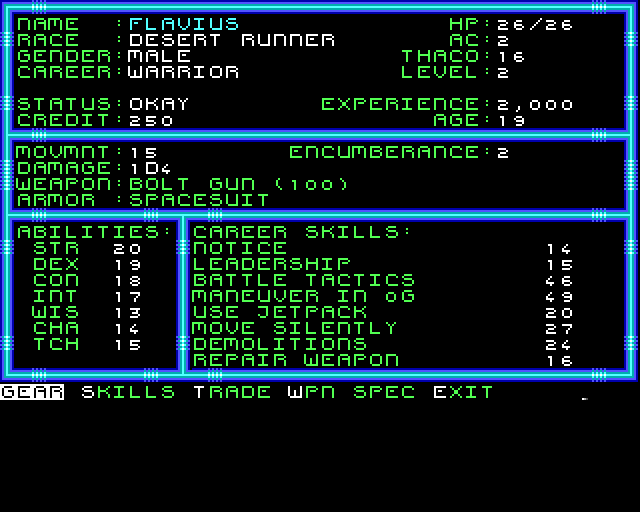 NAME :FLAVIUS HP:26/26
RACE :DESERT RUNNER AC:2
GENDER:MALE THACO:16
CAREER:WARRIOR LEVEL:2
STATUS:OKAY EXPERIENCE:2,000
CREDIT:250 AGE:19
MOVMNT:15 ENCUMBERANCE:2
DAMAGE:1D4
WEAPON:BOLT GUN (100)
ARMOR :SPACESUIT
ABILITIES:
STR 20
DEX 19
CON 18
INT 17
WIS 13
CHA 14
TCH 15
CAREER SKILLS:
NOTICE 14
LEADERSHIP 15
BATTLE TACTICS 46
MANEUVER IN 0G 49
USE JETPACK 20
MOVE SILENTLY 27
DEMOLITIONS 24
REPAIR WEAPON 16
GEAR SKILLS TRADE WPN SPEC EXIT